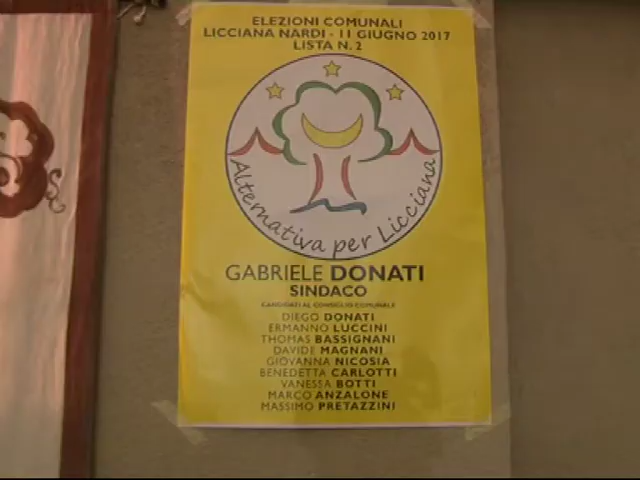 ELEZIONI COMUNALI
LICCIANA NARDI - 11 GIUGNO 2017
LISTA N. 2
Alternativa per Licciana
GABRIELE DONATI
SINDACO
CANDIDATI AL CONSIGLIO COMUNALE
DIEGO DONATI
ERMANNO LUCCINI
THOMAS BASSIGNANI
DAVIDE MAGNANI
GIOVANNA NICOSIA
BENEDETTA CARLOTTI
VANESSA BOTTI
MARCO ANZALONE
MASSIMO PRETAZZINI